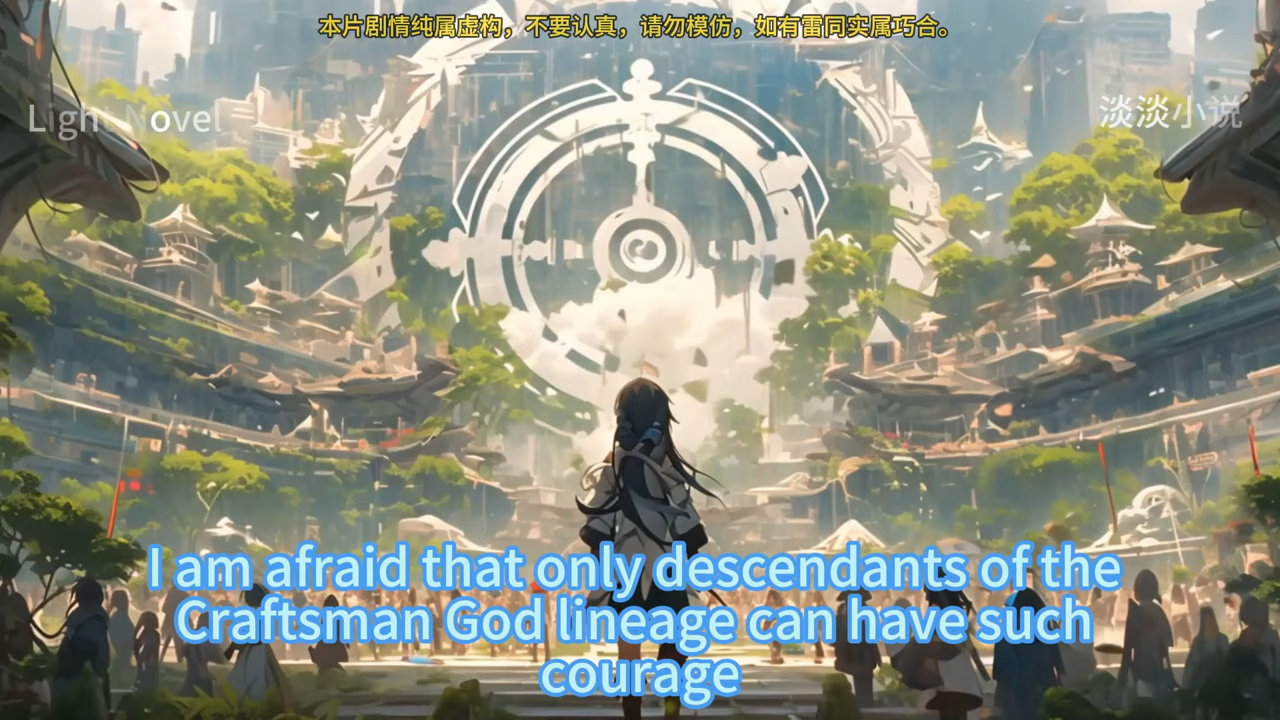 本片剧情纯属虚构，不要认真，请勿模仿，如有雷同实属巧合。
Light Novel
淡淡小说
I am afraid that only descendants of the
Craftsman God lineage can have such
courage